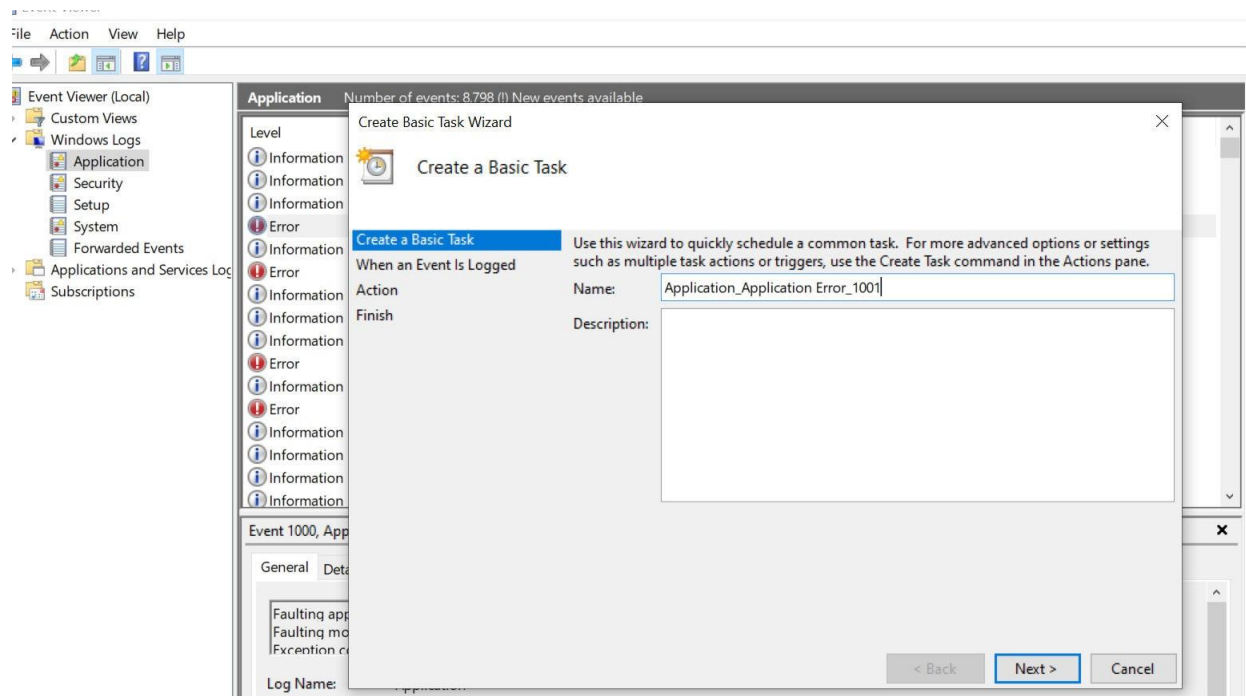 File Action View Help
Event Viewer (Local)
Custom Views
Windows Logs
Application
Security
Setup
System
Forwarded Events
Applications and Services Log
Subscriptions
Application Number of events: 8.798 (!) New events available
Level
Information
Information
Information
Error
Information
Error
Information
Information
Information
Error
Information
Error
Information
Information
Information
Information
Create Basic Task Wizard
Create a Basic Task
Create a Basic Task
When an Event Is Logged
Action
Finish
Use this wizard to quickly schedule a common task. For more advanced options or settings
such as multiple task actions or triggers, use the Create Task command in the Actions pane.
Name: Application_Application Error_1001
Description:
< Back Next > Cancel
Event 1000, App
General Deta
Faulting app
Faulting mo
Exception co
Log Name: